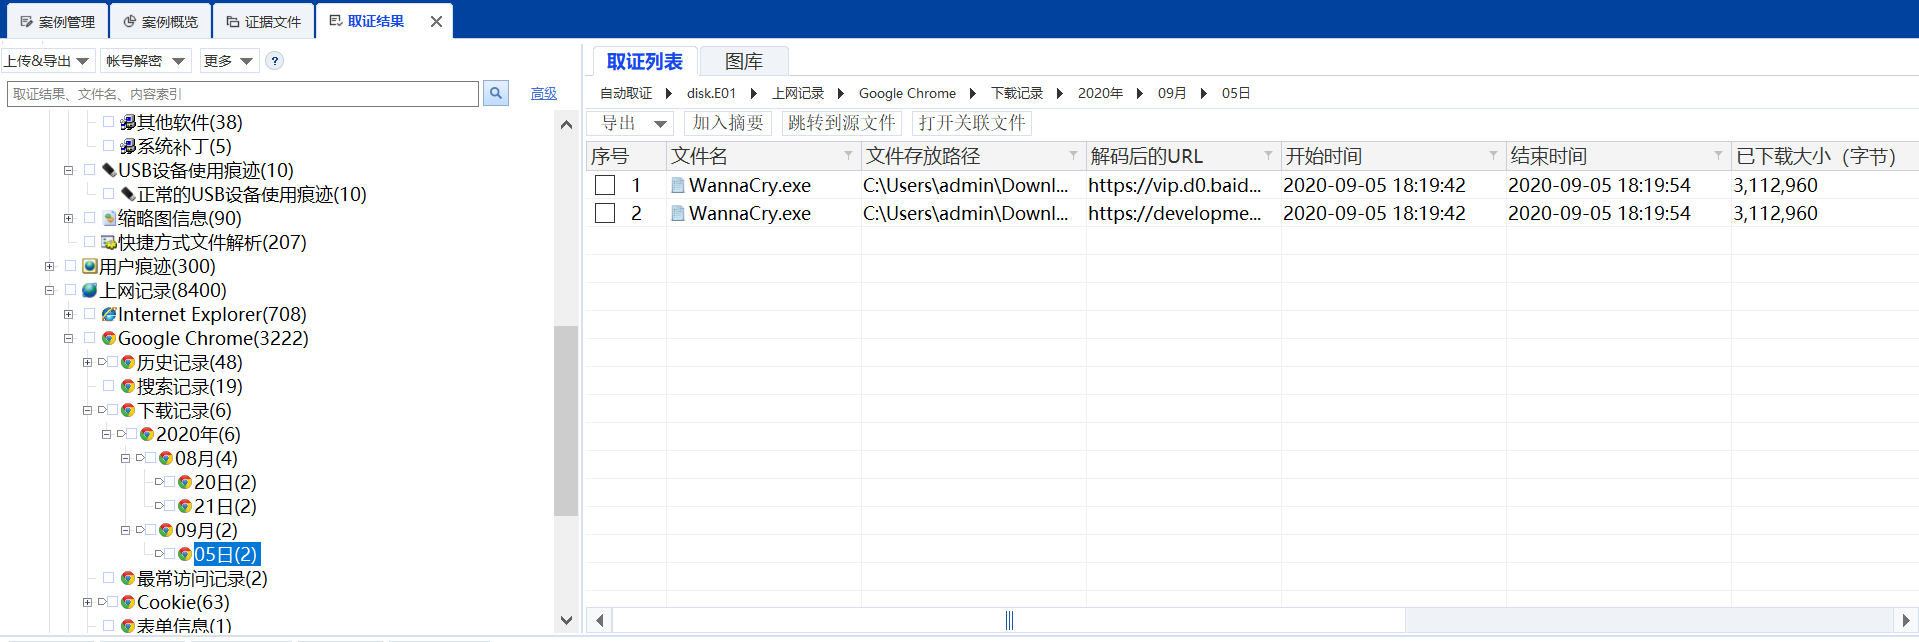 案例管理 案例概览 证据文件 取证结果
上传&导出 帐号解密 更多 ?
取证结果、文件名、内容索引 高级
其他软件(38)
系统补丁(5)
USB设备使用痕迹(10)
正常的USB设备使用痕迹(10)
缩略图信息(90)
快捷方式文件解析(207)
用户痕迹(300)
上网记录(8400)
Internet Explorer(708)
Google Chrome(3222)
历史记录(48)
搜索记录(19)
下载记录(6)
2020年(6)
08月(4)
20日(2)
21日(2)
09月(2)
05日(2)
最常访问记录(2)
Cookie(63)
表单信息(1)
取证列表 图库
自动取证 disk.E01 上网记录 Google Chrome 下载记录 2020年 09月 05日
导出 加入摘要 跳转到源文件 打开关联文件
序号 文件名 文件存放路径 解码后的URL 开始时间 结束时间 已下载大小（字节）
1 WannaCry.exe C:\Users\admin\Downl... https://vip.d0.baid... 2020-09-05 18:19:42 2020-09-05 18:19:54 3,112,960
2 WannaCry.exe C:\Users\admin\Downl... https://developme... 2020-09-05 18:19:42 2020-09-05 18:19:54 3,112,960